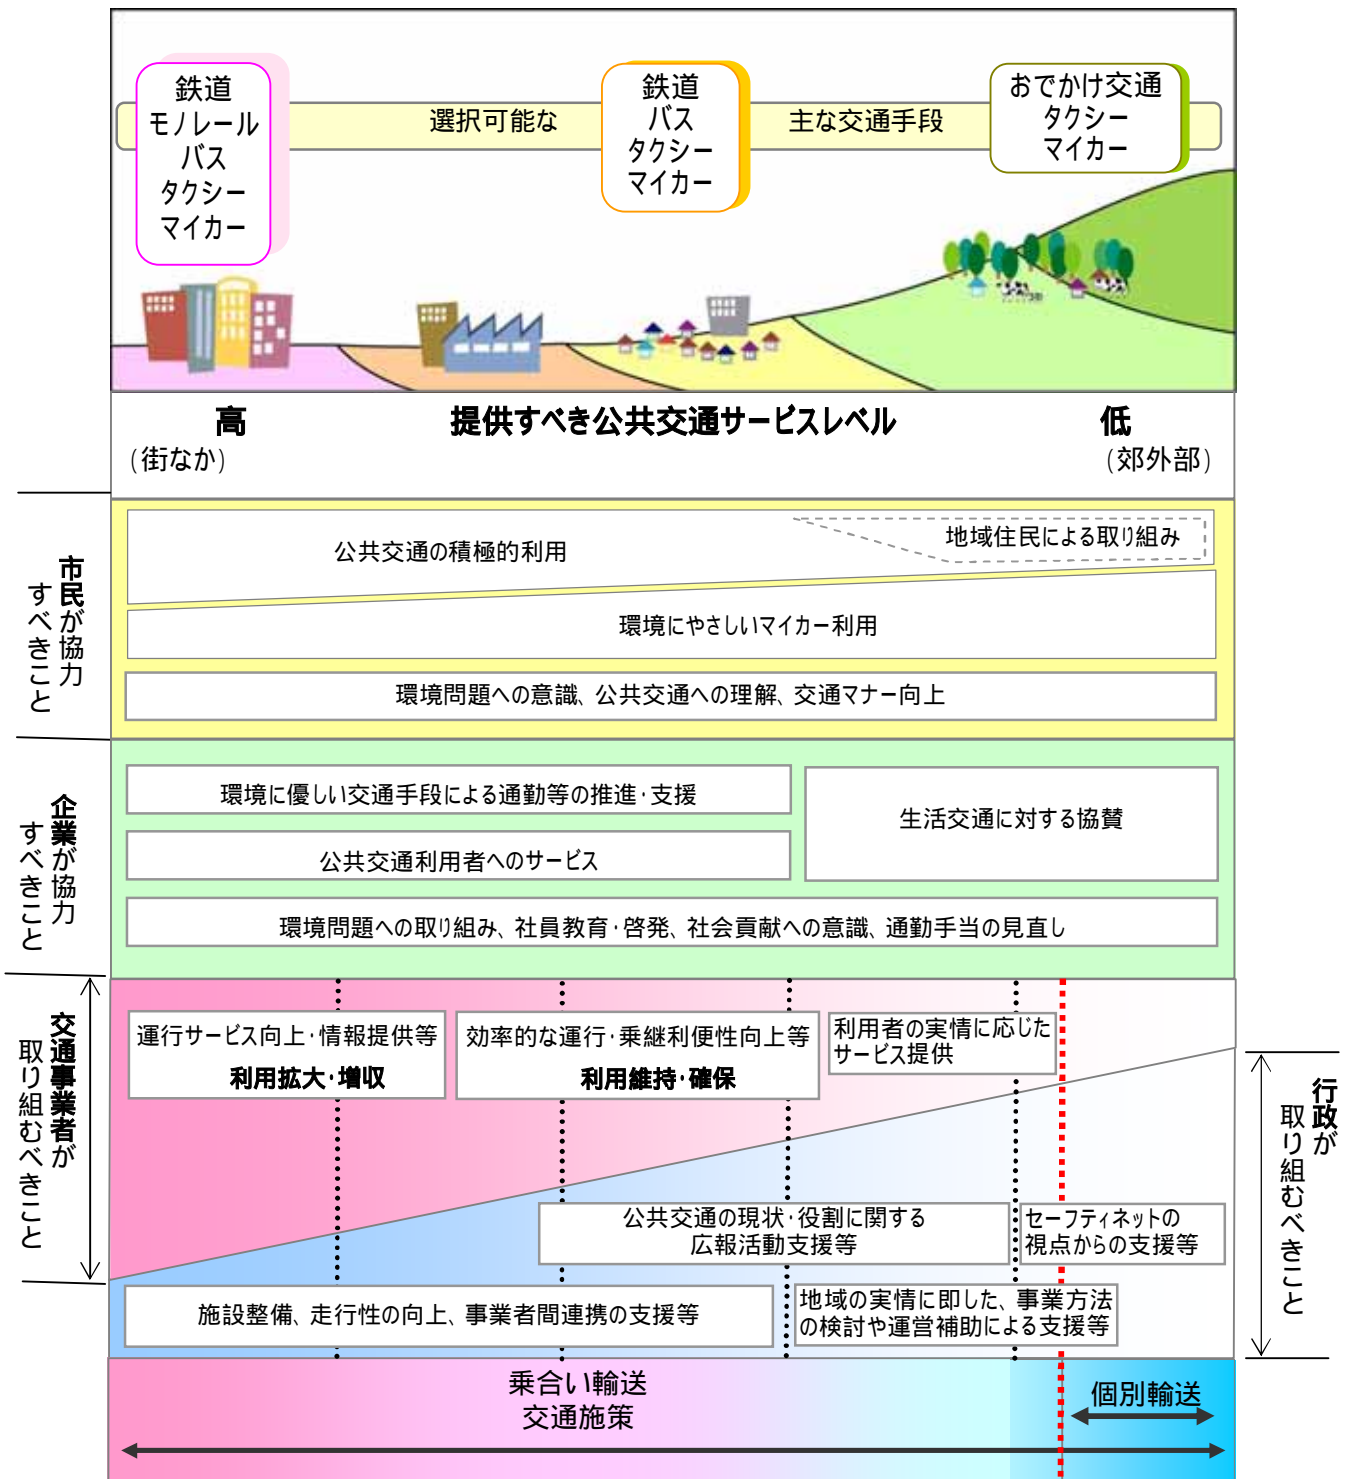 鉄道
モノレール
バス
タクシー
マイカー
選択可能な
鉄道
バス
タクシー
マイカー
主な交通手段
おでかけ交通
タクシー
マイカー
高
提供すべき公共交通サービスレベル
低
(街なか)
(郊外部)
市民が協力
すべきこと
公共交通の積極的利用
地域住民による取り組み
環境にやさしいマイカー利用
環境問題への意識、公共交通への理解、交通マナー向上
企業が協力
すべきこと
環境に優しい交通手段による通勤等の推進・支援
公共交通利用者へのサービス
生活交通に対する協賛
環境問題への取り組み、社員教育・啓発、社会貢献への意識、通勤手当の見直し
交通事業者が
取り組むべきこと
運行サービス向上・情報提供等
利用拡大・増収
効率的な運行・乗継利便性向上等
利用維持・確保
利用者の実情に応じた
サービス提供
行政が
取り組むべきこと
公共交通の現状・役割に関する
広報活動支援等
セーフティネットの
視点からの支援等
施設整備、走行性の向上、事業者間連携の支援等
地域の実情に即した、事業方法
の検討や運営補助による支援等
乗合い輸送
交通施策
個別輸送